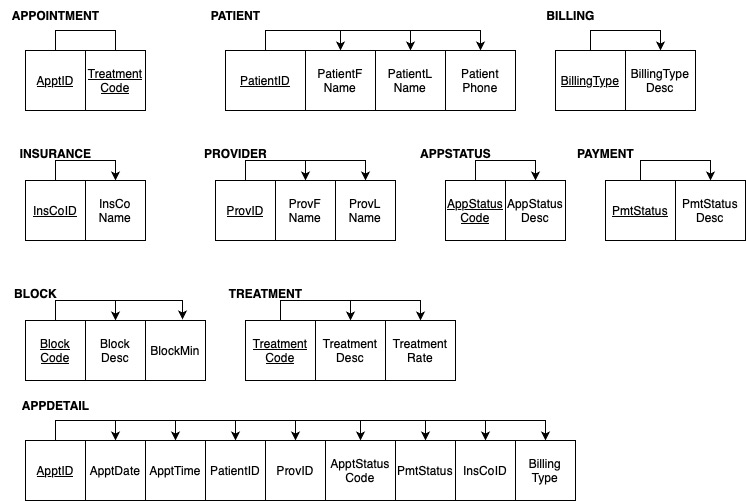 APPOINTMENT
ApptID
Treatment
Code
PATIENT
PatientID
PatientF
Name
PatientL
Name
Patient
Phone
BILLING
BillingType
BillingType
Desc
INSURANCE
InsCoID
InsCo
Name
PROVIDER
ProvID
ProvF
Name
ProvL
Name
APPSTATUS
AppStatus
Code
AppStatus
Desc
PAYMENT
PmtStatus
PmtStatus
Desc
BLOCK
Block
Code
Block
Desc
BlockMin
TREATMENT
Treatment
Code
Treatment
Desc
Treatment
Rate
APPDETAIL
ApptID
ApptDate
ApptTime
PatientID
ProvID
ApptStatus
Code
PmtStatus
InsCoID
Billing
Type